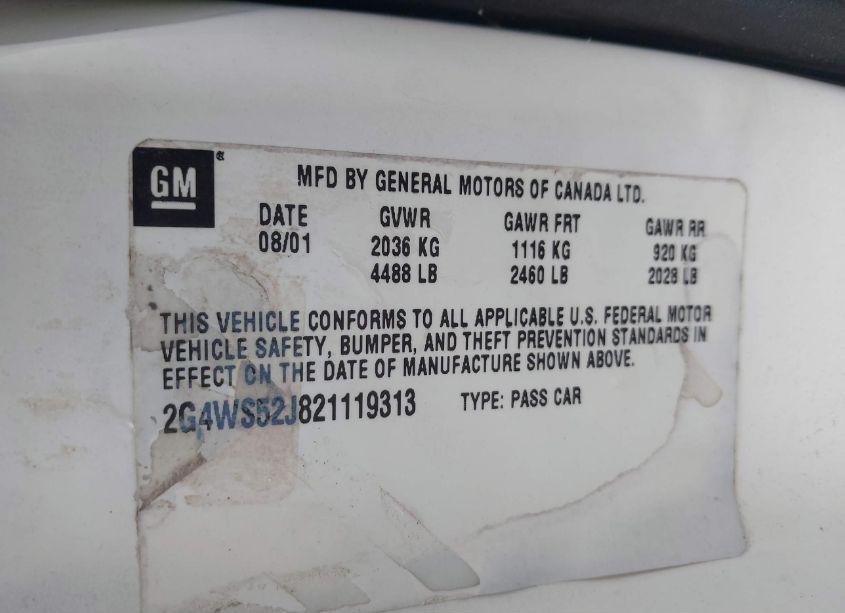 GM
MFD BY GENERAL MOTORS OF CANADA LTD.
DATE GVWR GAWR FRT GAWR RR
08/01 2036 KG 1116 KG 920 KG
4488 LB 2460 LB 2028 LB
THIS VEHICLE CONFORMS TO ALL APPLICABLE U.S. FEDERAL MOTOR
VEHICLE SAFETY, BUMPER, AND THEFT PREVENTION STANDARDS IN
EFFECT ON THE DATE OF MANUFACTURE SHOWN ABOVE.
2G4WS52J821119313 TYPE: PASS CAR